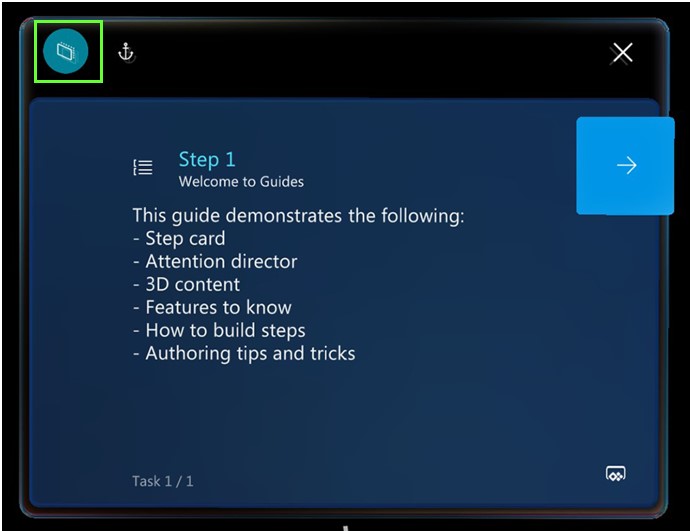 Step 1
Welcome to Guides
This guide demonstrates the following:
- Step card
- Attention director
- 3D content
- Features to know
- How to build steps
- Authoring tips and tricks
Task 1 / 1